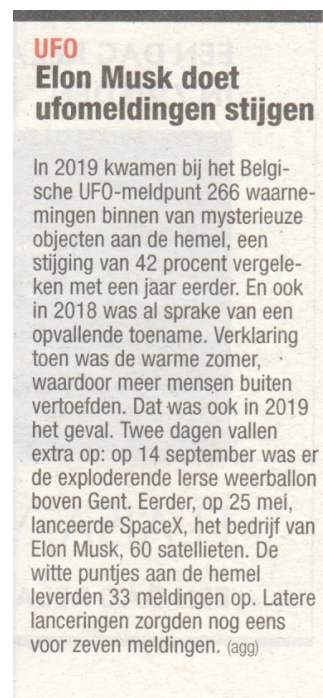 UFO
Elon Musk doet
ufomeldingen stijgen
In 2019 kwamen bij het Belgi-
sche UFO-meldpunt 266 waarne-
mingen binnen van mysterieuze
objecten aan de hemel, een
stijging van 42 procent vergele-
ken met een jaar eerder. En ook
in 2018 was al sprake van een
opvallende toename. Verklaring
toen was de warme zomer,
waardoor meer mensen buiten
vertoefden. Dat was ook in 2019
het geval. Twee dagen vallen
extra op: op 14 september was er
de exploderende Ierse weerballon
boven Gent. Eerder, op 25 mei,
lanceerde SpaceX, het bedrijf van
Elon Musk, 60 satellieten. De
witte puntjes aan de hemel
leverden 33 meldingen op. Latere
lanceringen zorgden nog eens
voor zeven meldingen. (agg)